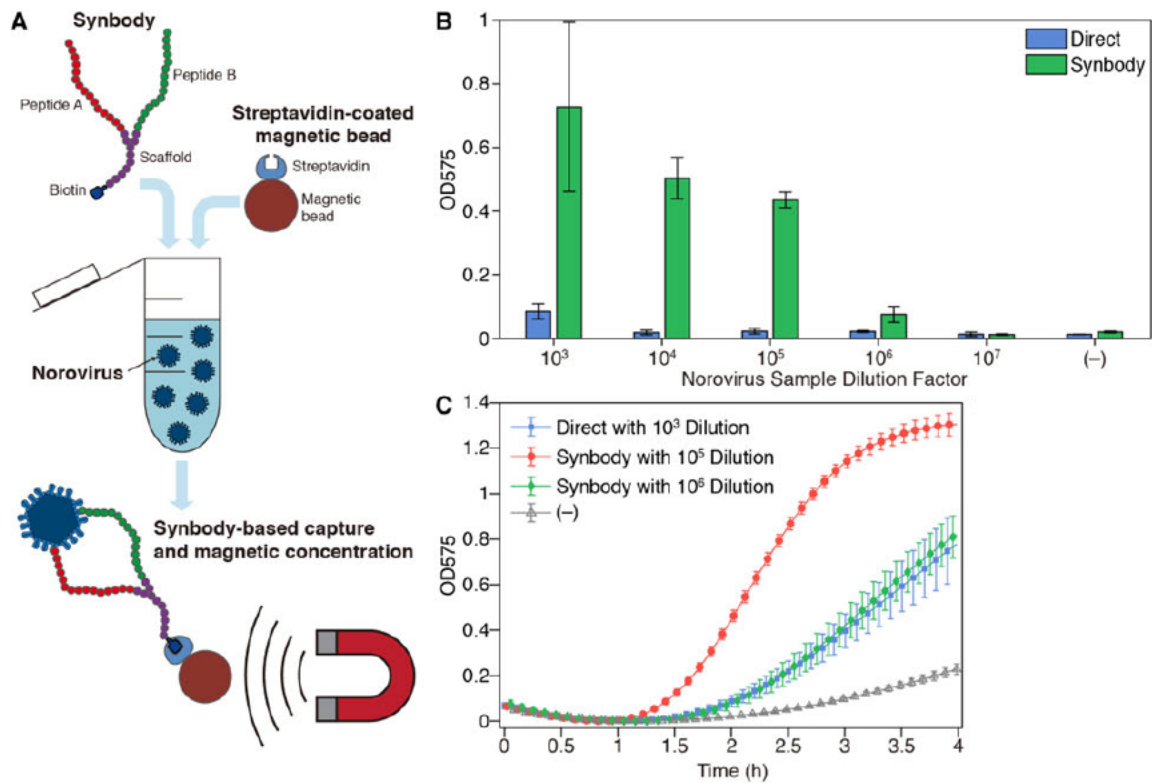 A
Synbody
Peptide B
Peptide A
Streptavidin-coated
magnetic bead
Scaffold
Streptavidin
Biotin
Magnetic
bead
Norovirus
Synbody-based capture
and magnetic concentration
B
Direct
Synbody
OD575
1
0.8
0.6
0.4
0.2
0
10³ 10⁴ 10⁵ 10⁶ 10⁷ (–)
Norovirus Sample Dilution Factor
C
Direct with 10³ Dilution
Synbody with 10⁵ Dilution
Synbody with 10⁶ Dilution
(–)
OD575
1.4
1.2
1
0.8
0.6
0.4
0.2
0
0 0.5 1 1.5 2 2.5 3 3.5 4
Time (h)